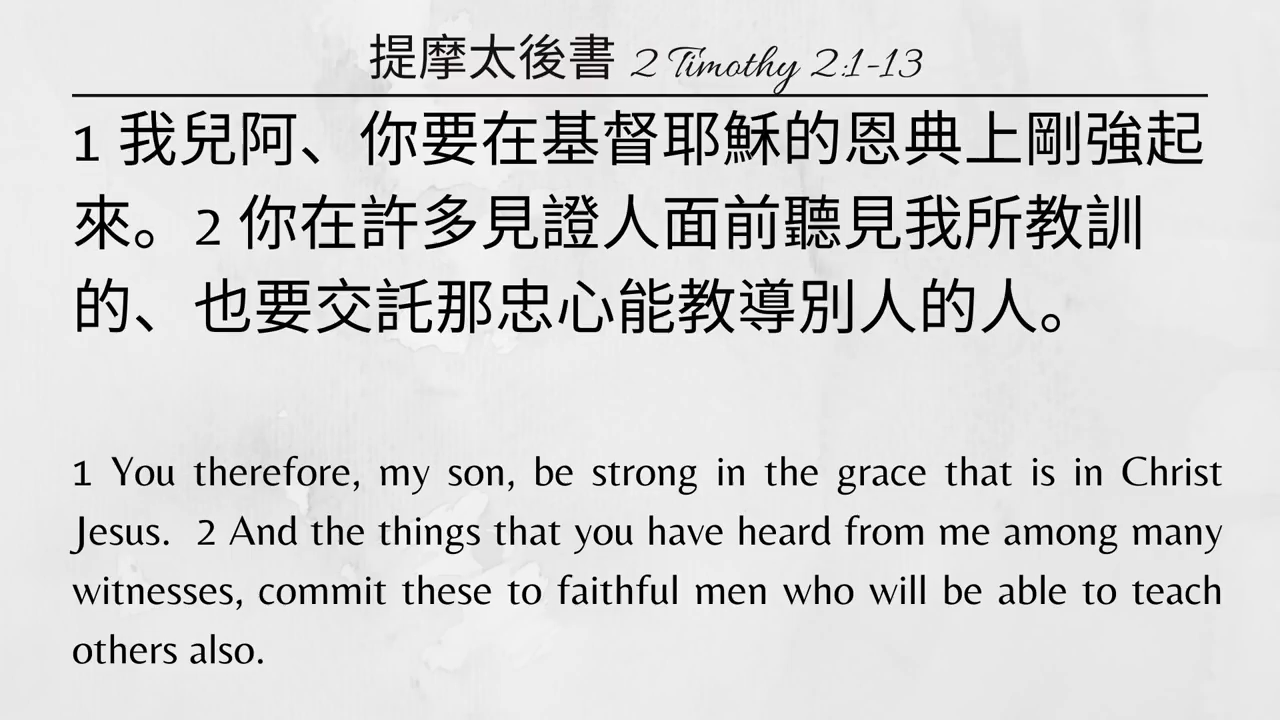 提摩太後書 2 Timothy 2:1-13
1 我兒阿、你要在基督耶穌的恩典上剛強起
來。2 你在許多見證人面前聽見我所教訓
的、也要交託那忠心能教導別人的人。
1 You therefore, my son, be strong in the grace that is in Christ
Jesus. 2 And the things that you have heard from me among many
witnesses, commit these to faithful men who will be able to teach
others also.